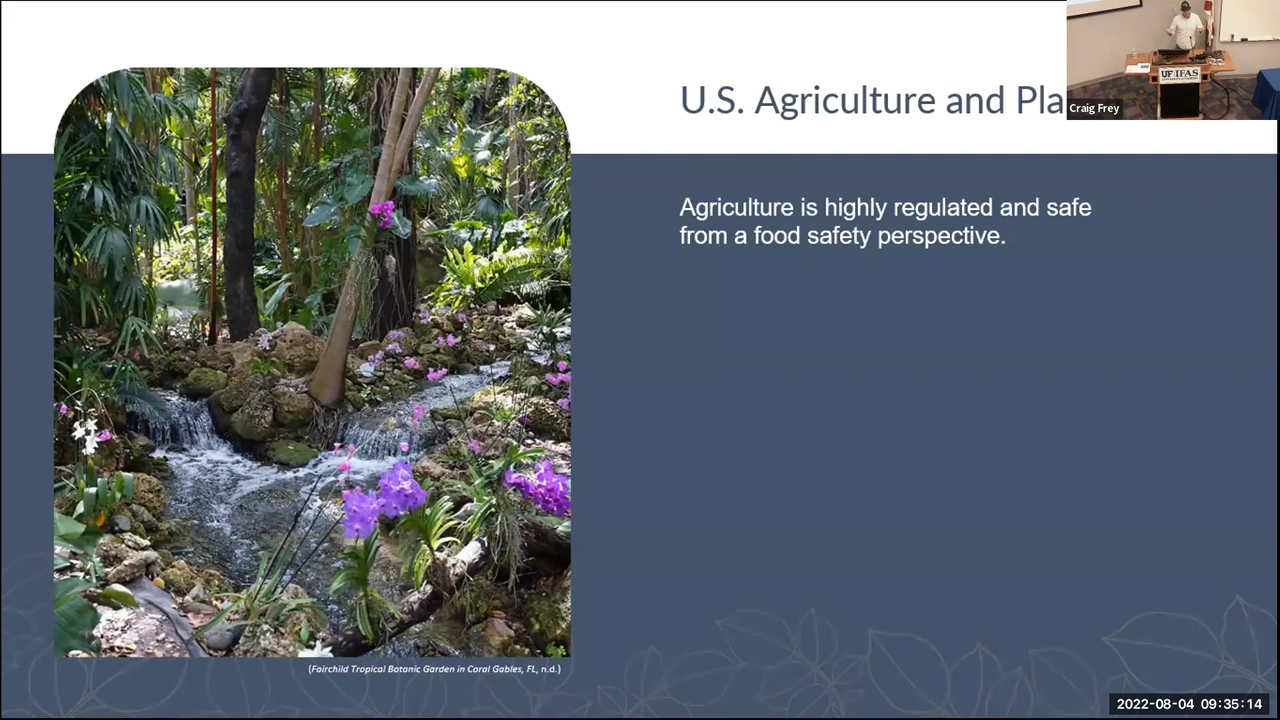 U.S. Agriculture and Pla
UF|IFAS
Craig Frey
Agriculture is highly regulated and safe
from a food safety perspective.
(Fairchild Tropical Botanic Garden in Coral Gables, FL, n.d.)
2022-08-04 09:35:14